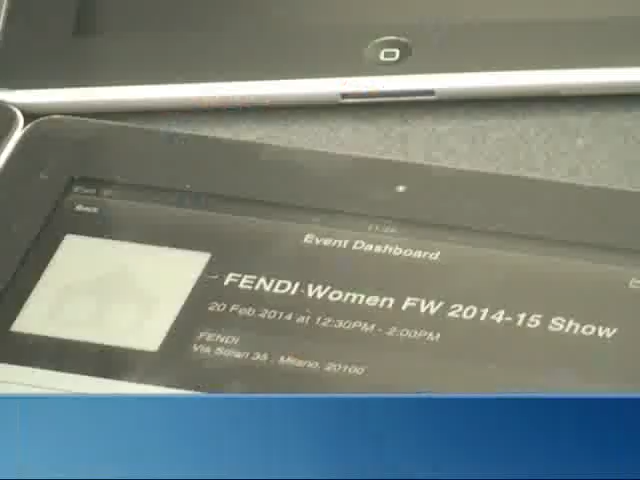 Back
Event Dashboard
FENDI Women FW 2014-15 Show
20 Feb 2014 at 12:30PM - 2:00PM
FENDI
Via Solari 35 - Milano, 20100